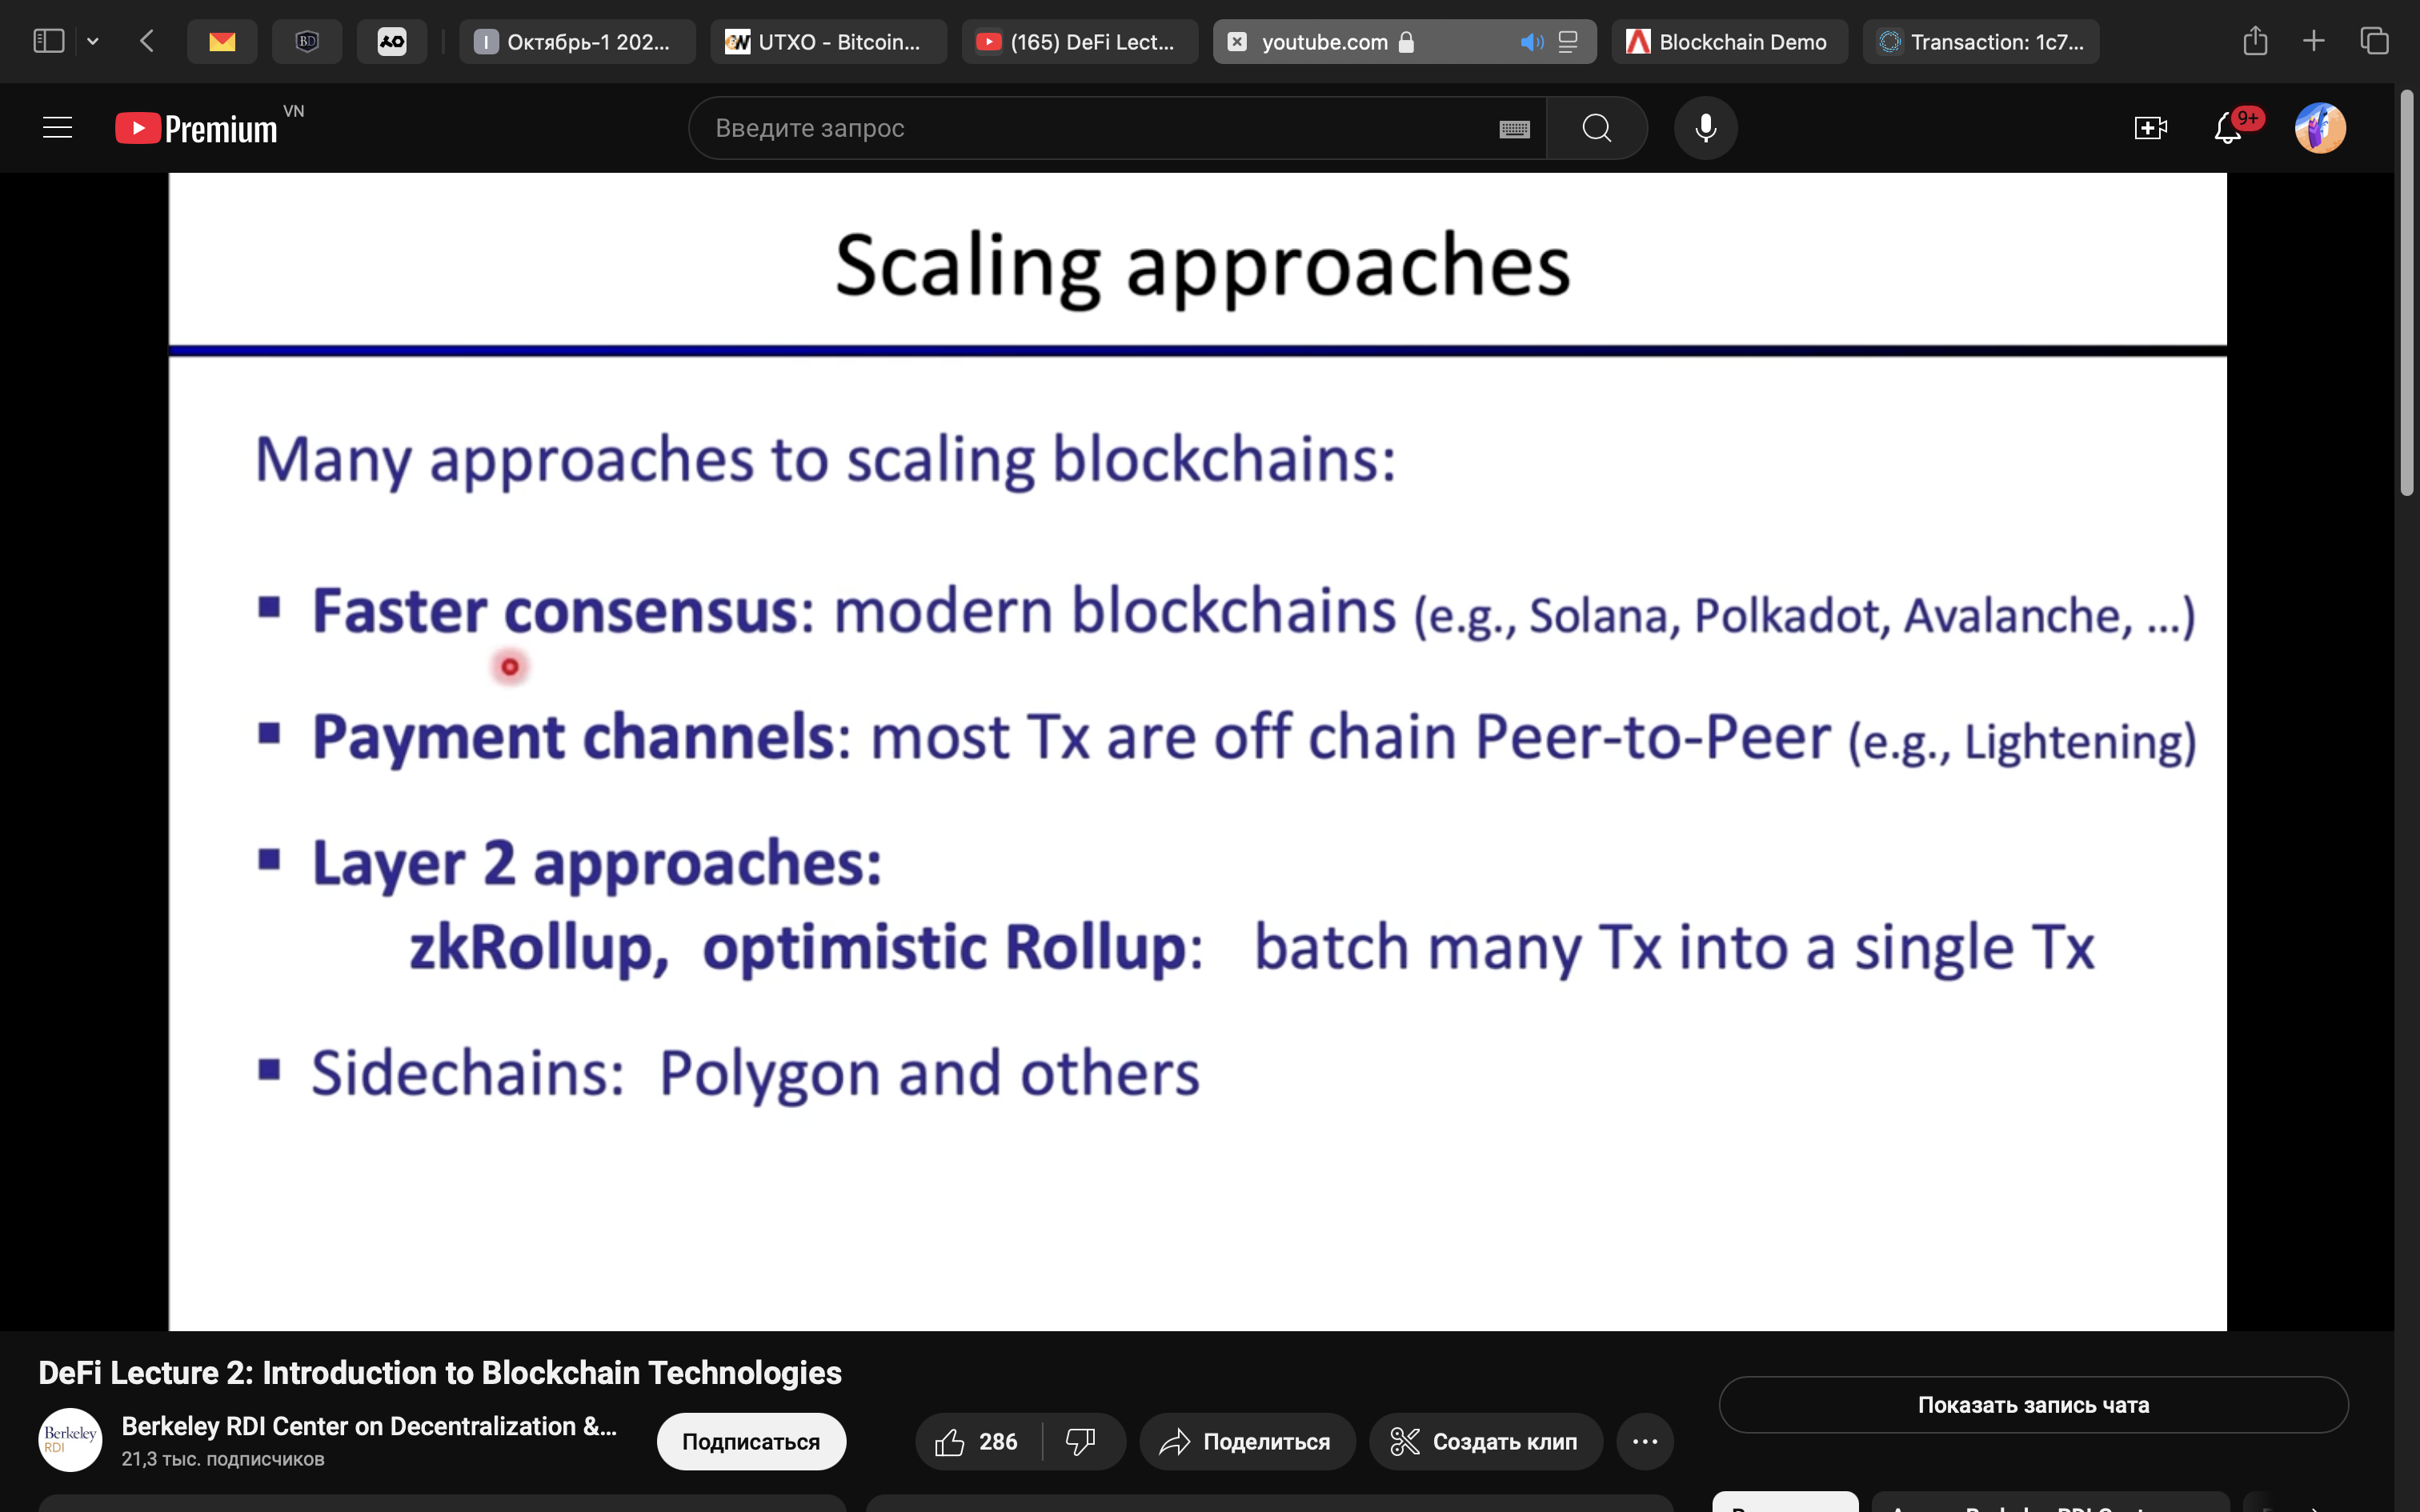 BD
Октябрь-1 202...
UTXO - Bitcoin...
(165) DeFi Lect...
youtube.com
Blockchain Demo
Transaction: 1c7...
Premium
VN
Введите запрос
9+
Scaling approaches
Many approaches to scaling blockchains:
▪ Faster consensus: modern blockchains (e.g., Solana, Polkadot, Avalanche, ...)
▪ Payment channels: most Tx are off chain Peer-to-Peer (e.g., Lightening)
▪ Layer 2 approaches:
zkRollup, optimistic Rollup: batch many Tx into a single Tx
▪ Sidechains: Polygon and others
DeFi Lecture 2: Introduction to Blockchain Technologies
Berkeley
RDI
Berkeley RDI Center on Decentralization &...
21,3 тыс. подписчиков
Подписаться
286
Поделиться
Создать клип
Показать запись чата